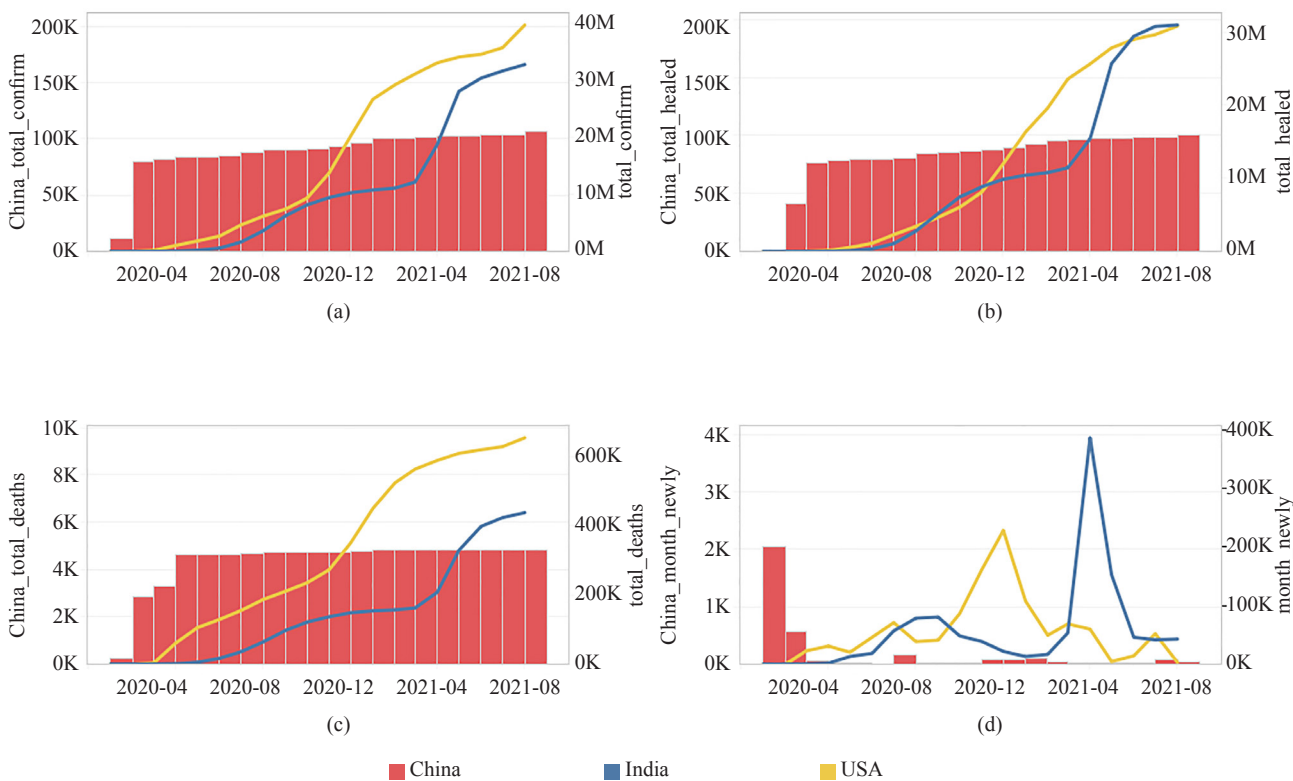 200K
150K
100K
50K
0K
China_total_confirm
40M
30M
20M
10M
0M
total_confirm
2020-04 2020-08 2020-12 2021-04 2021-08
(a)
200K
150K
100K
50K
0K
China_total_healed
30M
20M
10M
0M
total_healed
2020-04 2020-08 2020-12 2021-04 2021-08
(b)
10K
8K
6K
4K
2K
0K
China_total_deaths
600K
400K
200K
0K
total_deaths
2020-04 2020-08 2020-12 2021-04 2021-08
(c)
4K
3K
2K
1K
0K
China_month_newly
-400K
-300K
-200K
-100K
0K
month_newly
2020-04 2020-08 2020-12 2021-04 2021-08
(d)
China India USA